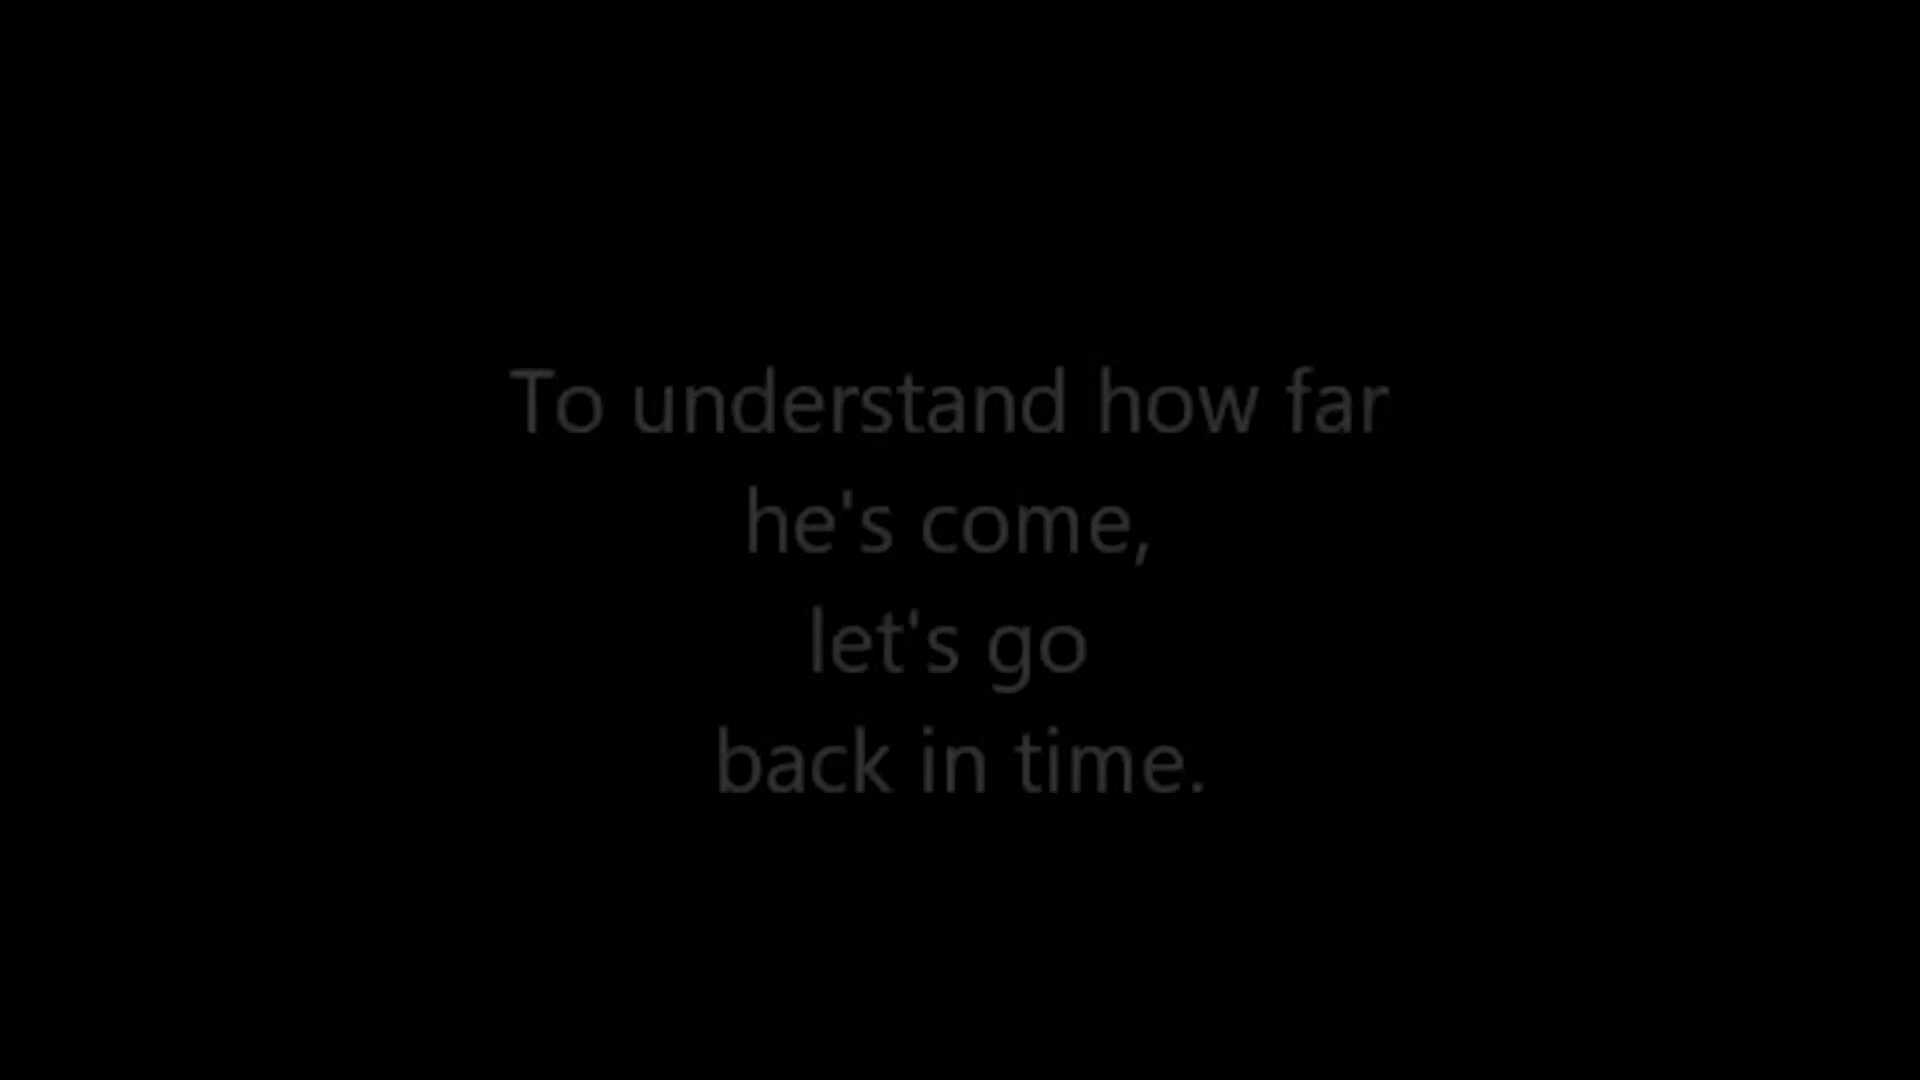 To understand how far
he's come,
let's go
back in time.